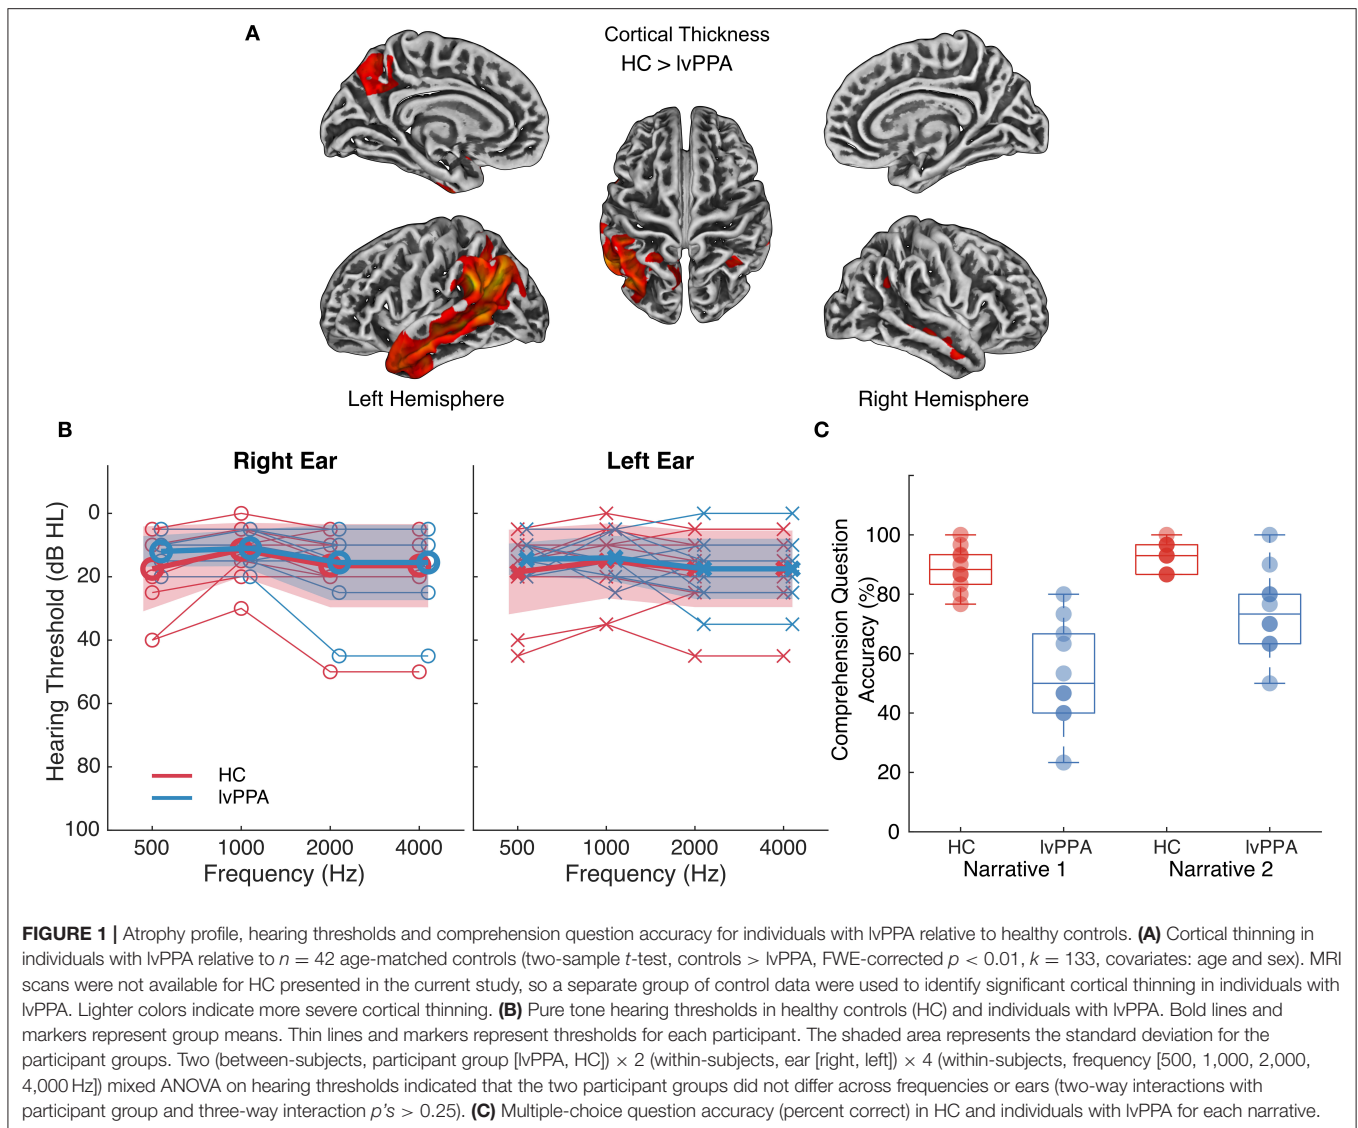 A
Cortical Thickness
HC > lvPPA
Left Hemisphere
Right Hemisphere
B
Right Ear
Left Ear
Hearing Threshold (dB HL)
0
20
40
60
80
100
HC
lvPPA
500
1000
2000
4000
Frequency (Hz)
500
1000
2000
4000
Frequency (Hz)
C
Comprehension Question
Accuracy (%)
100
80
60
40
20
0
HC
lvPPA
HC
lvPPA
Narrative 1
Narrative 2
FIGURE 1 | Atrophy profile, hearing thresholds and comprehension question accuracy for individuals with lvPPA relative to healthy controls. (A) Cortical thinning in
individuals with lvPPA relative to n = 42 age-matched controls (two-sample t-test, controls > lvPPA, FWE-corrected p < 0.01, k = 133, covariates: age and sex). MRI
scans were not available for HC presented in the current study, so a separate group of control data were used to identify significant cortical thinning in individuals with
lvPPA. Lighter colors indicate more severe cortical thinning. (B) Pure tone hearing thresholds in healthy controls (HC) and individuals with lvPPA. Bold lines and
markers represent group means. Thin lines and markers represent thresholds for each participant. The shaded area represents the standard deviation for the
participant groups. Two (between-subjects, participant group [lvPPA, HC]) × 2 (within-subjects, ear [right, left]) × 4 (within-subjects, frequency [500, 1,000, 2,000,
4,000 Hz]) mixed ANOVA on hearing thresholds indicated that the two participant groups did not differ across frequencies or ears (two-way interactions with
participant group and three-way interaction p's > 0.25). (C) Multiple-choice question accuracy (percent correct) in HC and individuals with lvPPA for each narrative.